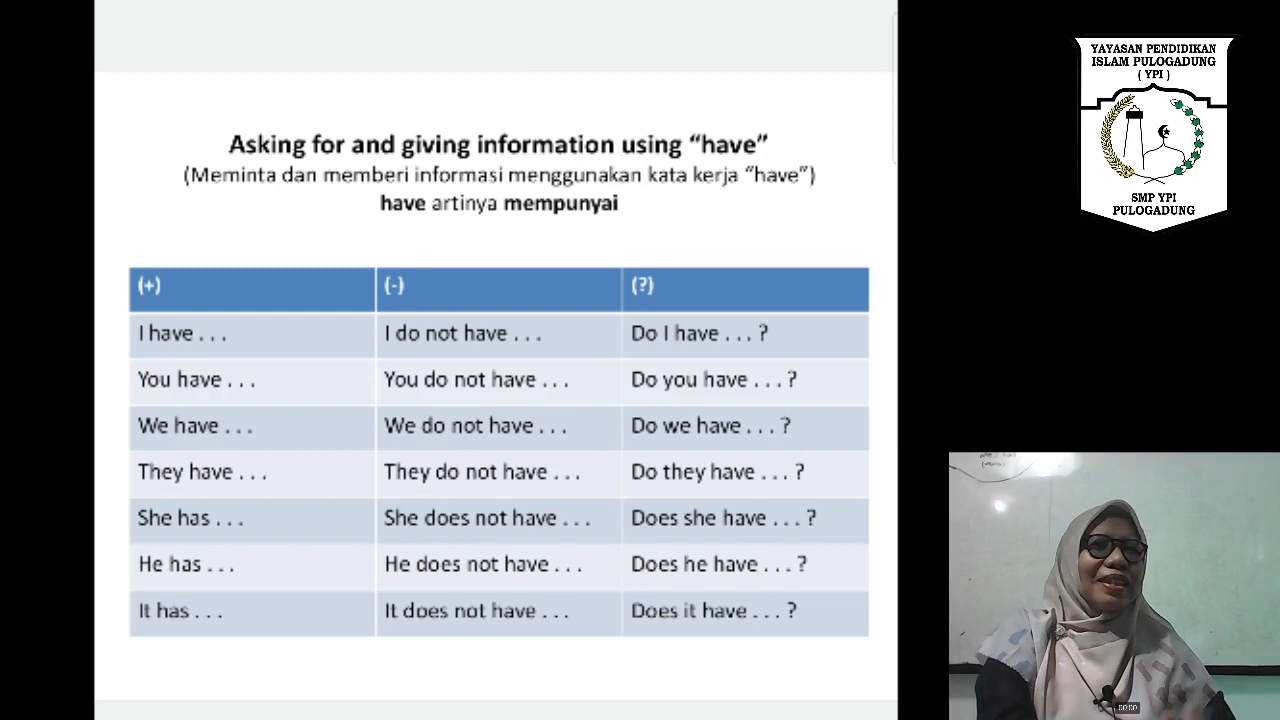 Asking for and giving information using “have”
(Meminta dan memberi informasi menggunakan kata kerja “have”)
have artinya mempunyai
(+) (-) (?)
I have . . . I do not have . . . Do I have . . . ?
You have . . . You do not have . . . Do you have . . . ?
We have . . . We do not have . . . Do we have . . . ?
They have . . . They do not have . . . Do they have . . . ?
She has . . . She does not have . . . Does she have . . . ?
He has . . . He does not have . . . Does he have . . . ?
It has . . . It does not have . . . Does it have . . . ?
YAYASAN PENDIDIKAN
ISLAM PULOGADUNG
( YPI )
SMP YPI
PULOGADUNG
00:00